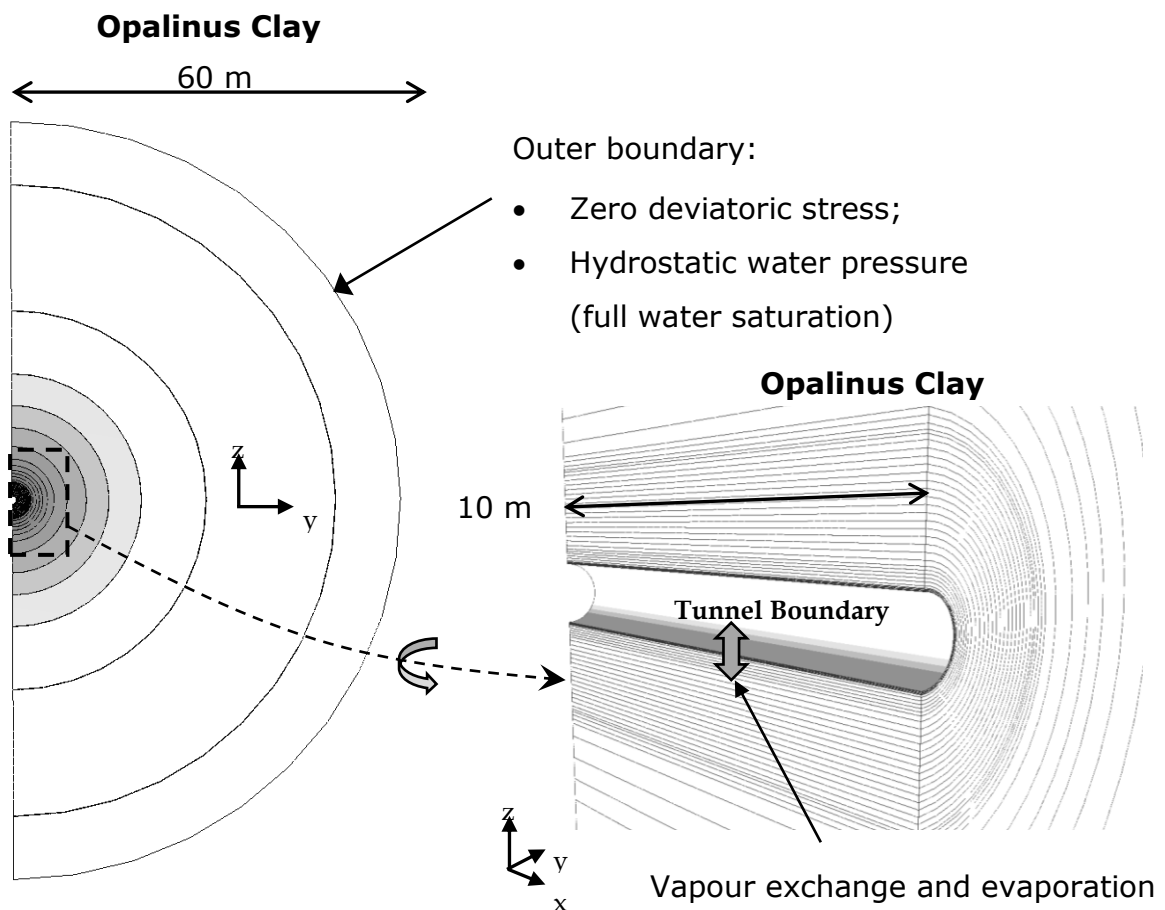 Opalinus Clay
60 m
Outer boundary:
• Zero deviatoric stress;
• Hydrostatic water pressure
(full water saturation)
Opalinus Clay
z
y
10 m
Tunnel Boundary
z
y
x
Vapour exchange and evaporation